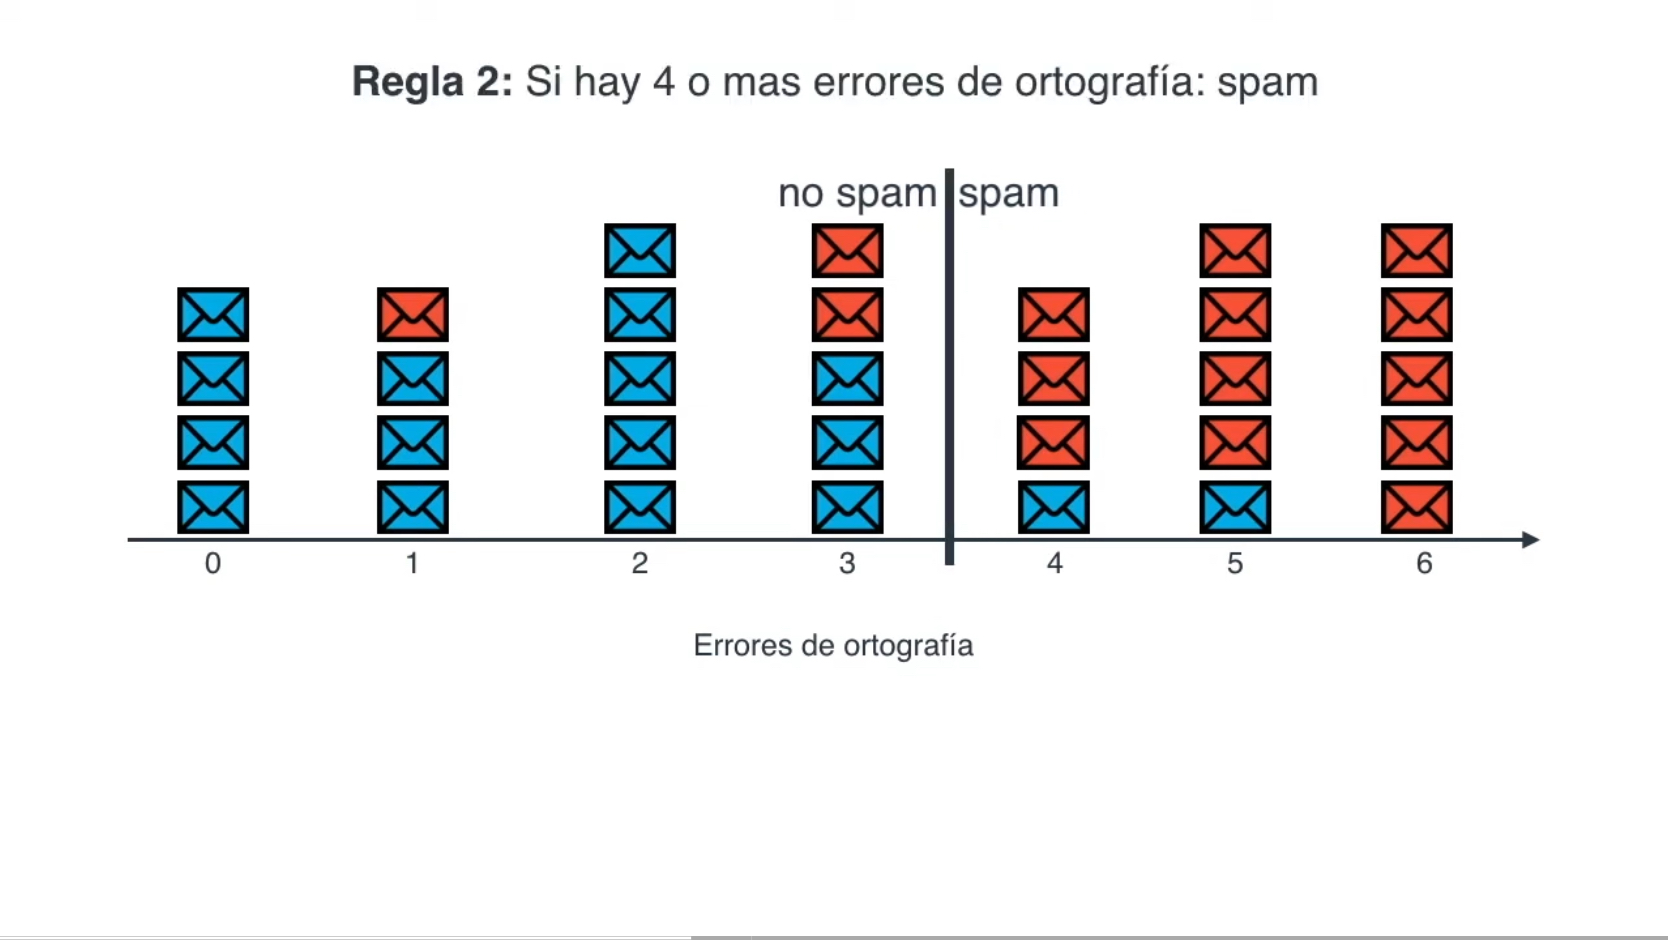 Regla 2: Si hay 4 o mas errores de ortografía: spam
no spam spam
0 1 2 3 4 5 6
Errores de ortografía